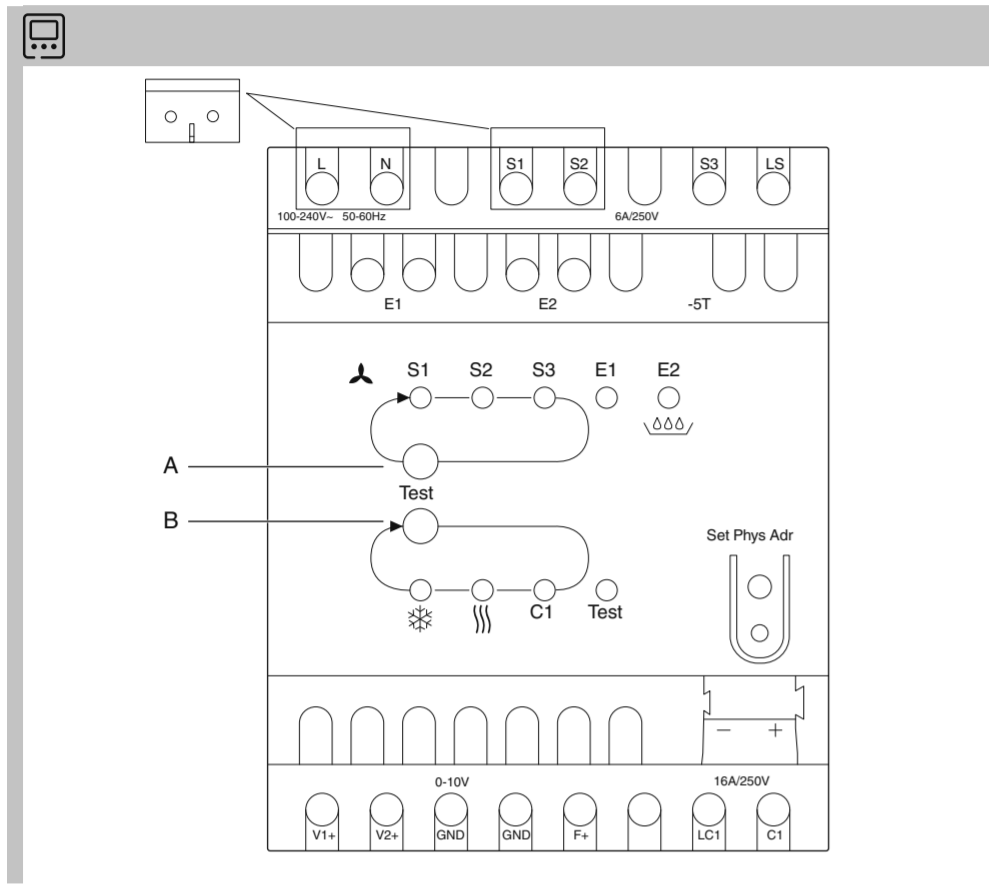 L N S1 S2 S3 LS
100-240V~ 50-60Hz 6A/250V
E1 E2 -5T
S1 S2 S3 E1 E2
A
Test
B
Set Phys Adr
C1 Test
- +
0-10V 16A/250V
V1+ V2+ GND GND F+ LC1 C1